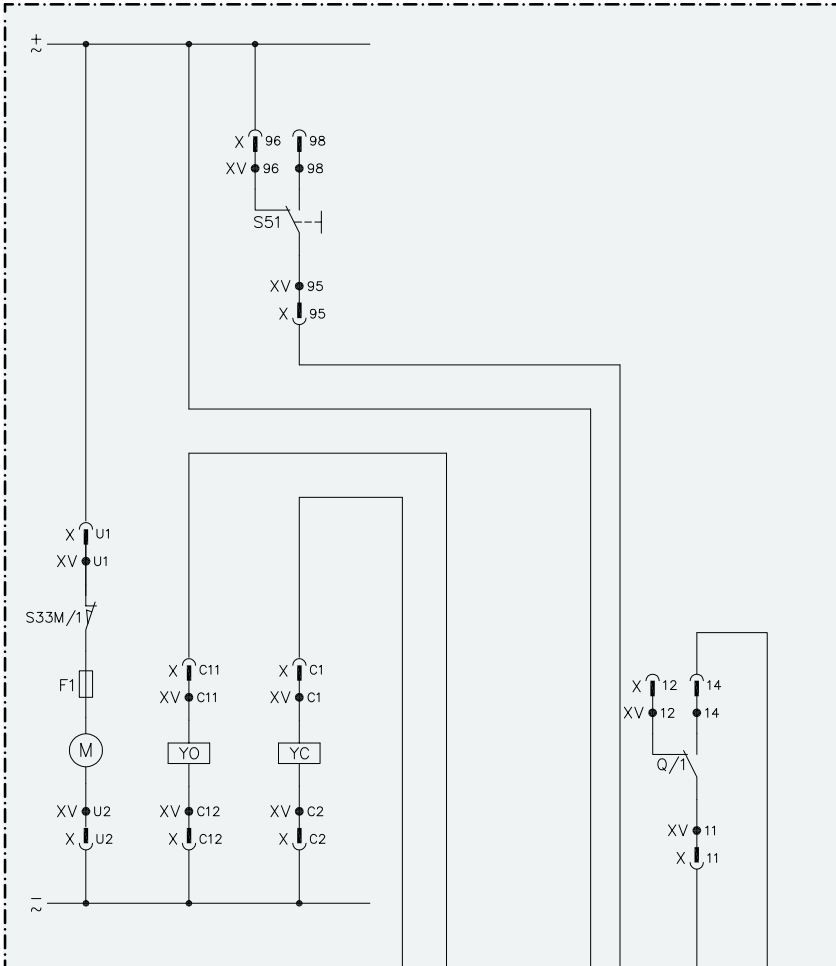 +
~
X 96 98
XV 96 98
S51
XV 95
X 95
X U1
XV U1
S33M/1
X C11 X C1
F1 X 12 14
XV C11 XV C1
XV 12 14
M YO YC
Q/1
XV U2 XV C12 XV C2
XV 11
X U2 X C12 X C2
X 11
−
~